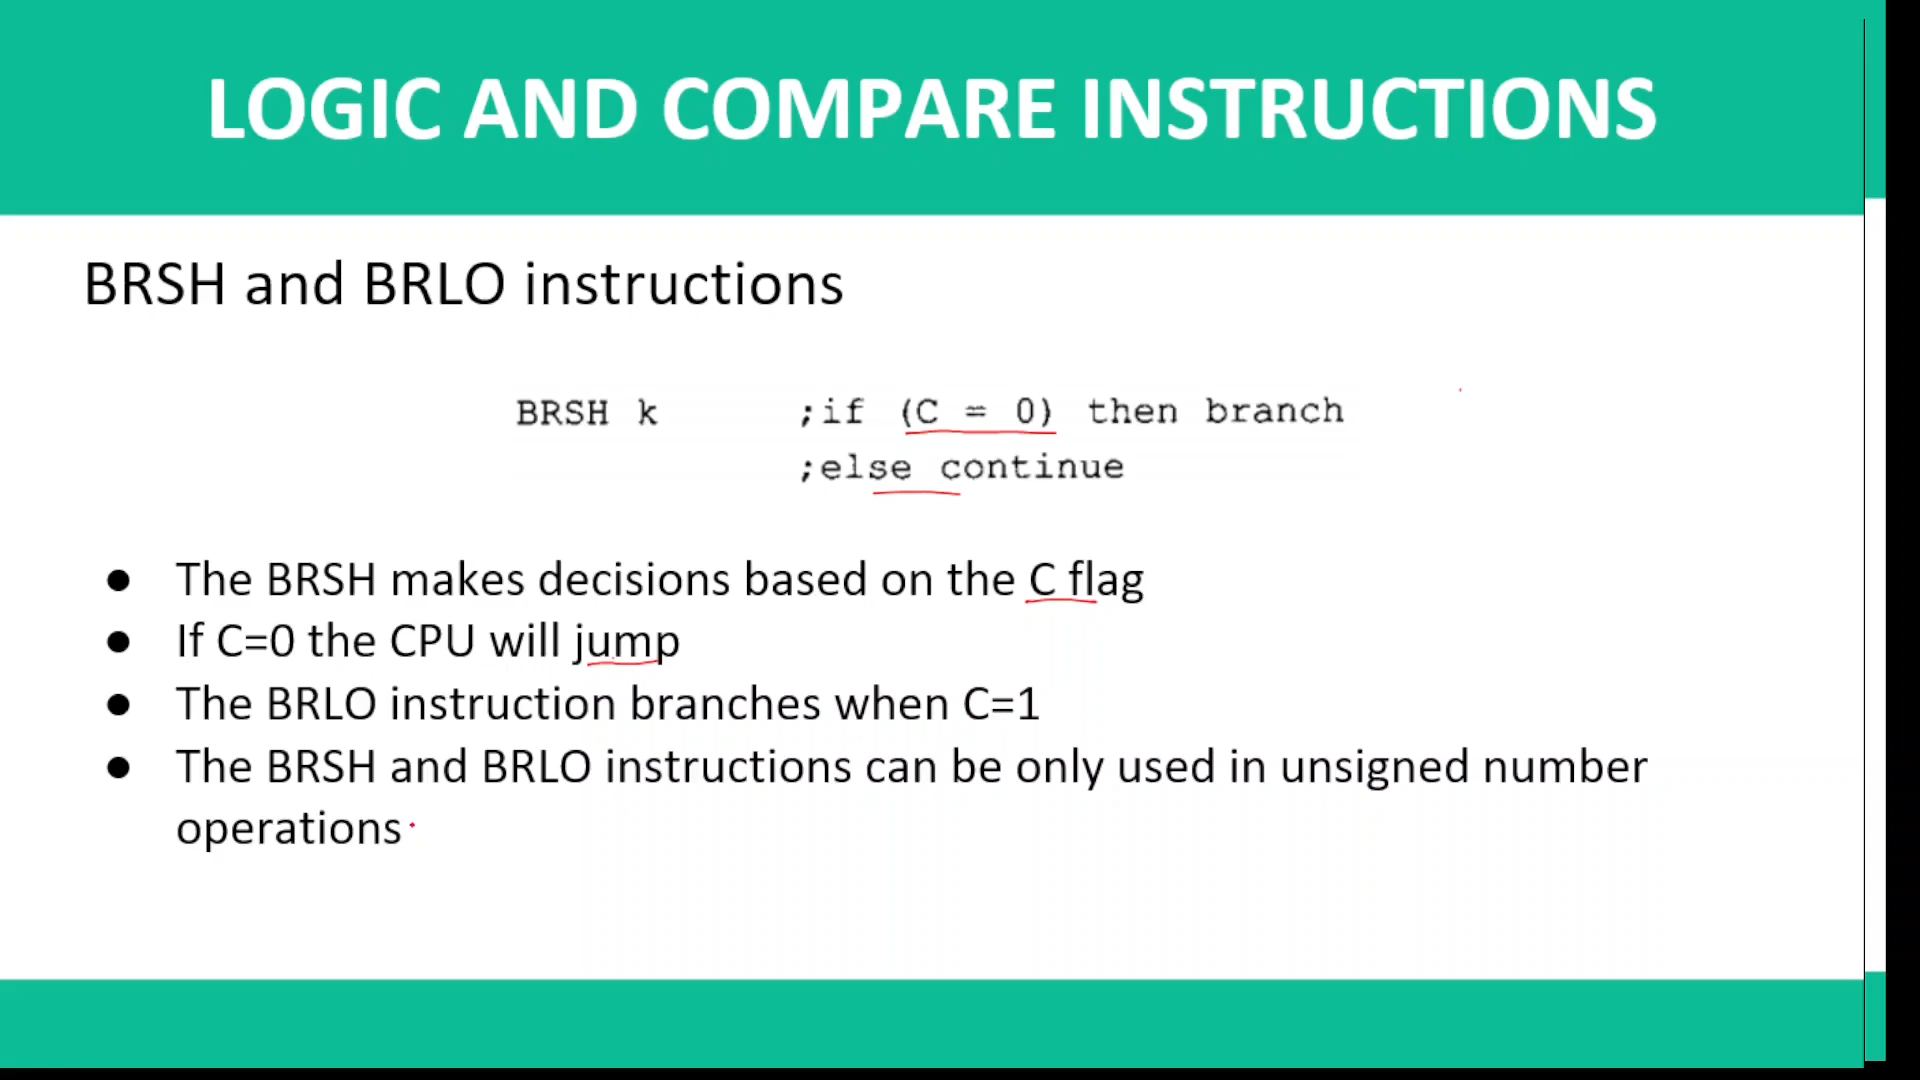 LOGIC AND COMPARE INSTRUCTIONS
BRSH and BRLO instructions
BRSH k ;if (C = 0) then branch
;else continue
● The BRSH makes decisions based on the C flag
● If C=0 the CPU will jump
● The BRLO instruction branches when C=1
● The BRSH and BRLO instructions can be only used in unsigned number
operations